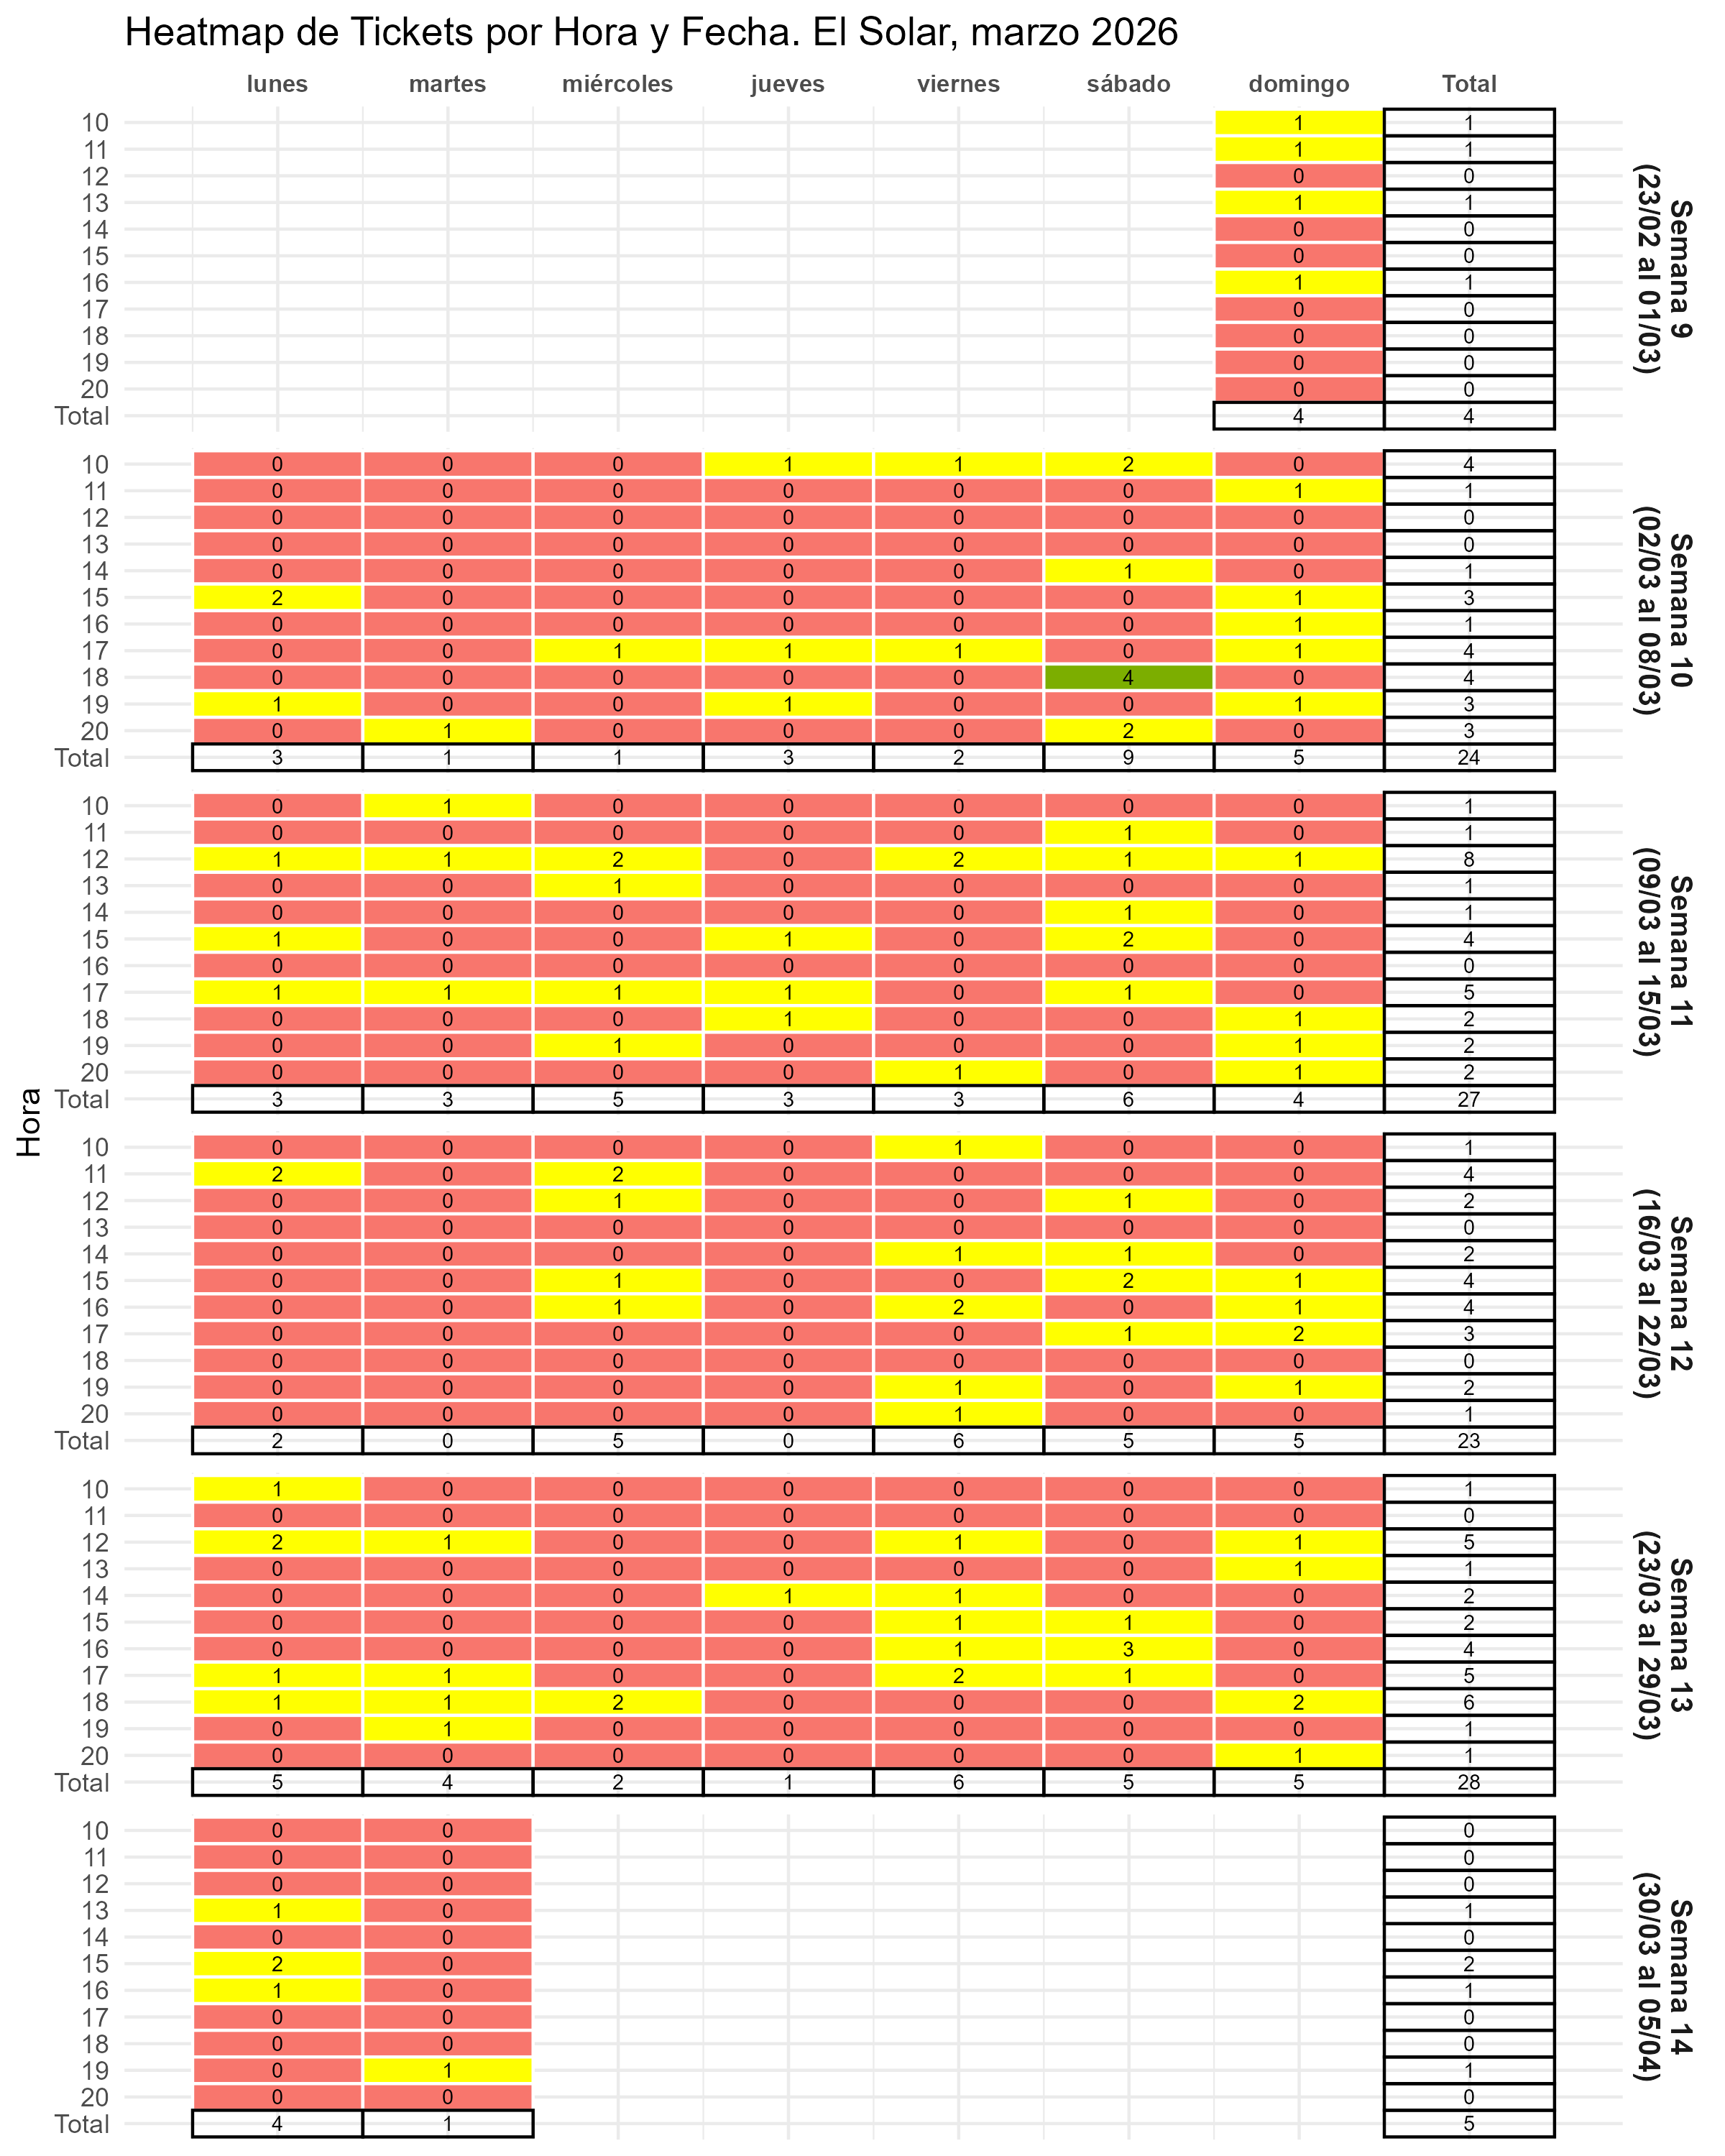 Heatmap de Tickets por Hora y Fecha. El Solar, marzo 2026
lunes martes miércoles jueves viernes sábado domingo Total
Hora
Semana 9
(23/02 al 01/03)
10 1 1
11 1 1
12 0 0
13 1 1
14 0 0
15 0 0
16 1 1
17 0 0
18 0 0
19 0 0
20 0 0
Total 4 4
Semana 10
(02/03 al 08/03)
10 0 0 0 1 1 2 0 4
11 0 0 0 0 0 0 1 1
12 0 0 0 0 0 0 0 0
13 0 0 0 0 0 0 0 0
14 0 0 0 0 0 1 0 1
15 2 0 0 0 0 0 1 3
16 0 0 0 0 0 0 1 1
17 0 0 1 1 1 0 1 4
18 0 0 0 0 0 4 0 4
19 1 0 0 1 0 0 1 3
20 0 1 0 0 0 2 0 3
Total 3 1 1 3 2 9 5 24
Semana 11
(09/03 al 15/03)
10 0 1 0 0 0 0 0 1
11 0 0 0 0 0 1 0 1
12 1 1 2 0 2 1 1 8
13 0 0 1 0 0 0 0 1
14 0 0 0 0 0 1 0 1
15 1 0 0 1 0 2 0 4
16 0 0 0 0 0 0 0 0
17 1 1 1 1 0 1 0 5
18 0 0 0 1 0 0 1 2
19 0 0 1 0 0 0 1 2
20 0 0 0 0 1 0 1 2
Total 3 3 5 3 3 6 4 27
Semana 12
(16/03 al 22/03)
10 0 0 0 0 1 0 0 1
11 2 0 2 0 0 0 0 4
12 0 0 1 0 0 1 0 2
13 0 0 0 0 0 0 0 0
14 0 0 0 0 1 1 0 2
15 0 0 1 0 0 2 1 4
16 0 0 1 0 2 0 1 4
17 0 0 0 0 0 1 2 3
18 0 0 0 0 0 0 0 0
19 0 0 0 0 1 0 1 2
20 0 0 0 0 1 0 0 1
Total 2 0 5 0 6 5 5 23
Semana 13
(23/03 al 29/03)
10 1 0 0 0 0 0 0 1
11 0 0 0 0 0 0 0 0
12 2 1 0 0 1 0 1 5
13 0 0 0 0 0 0 1 1
14 0 0 0 1 1 0 0 2
15 0 0 0 0 1 1 0 2
16 0 0 0 0 1 3 0 4
17 1 1 0 0 2 1 0 5
18 1 1 2 0 0 0 2 6
19 0 1 0 0 0 0 0 1
20 0 0 0 0 0 0 1 1
Total 5 4 2 1 6 5 5 28
Semana 14
(30/03 al 05/04)
10 0 0 0
11 0 0 0
12 0 0 0
13 1 0 1
14 0 0 0
15 2 0 2
16 1 0 1
17 0 0 0
18 0 0 0
19 0 1 1
20 0 0 0
Total 4 1 5